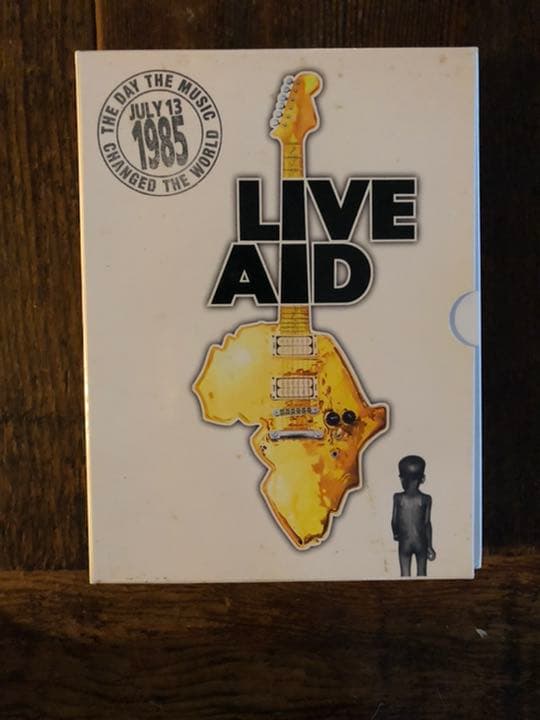 THE DAY THE MUSIC
JULY 13
1985
CHANGED THE WORLD
LIVE
AID